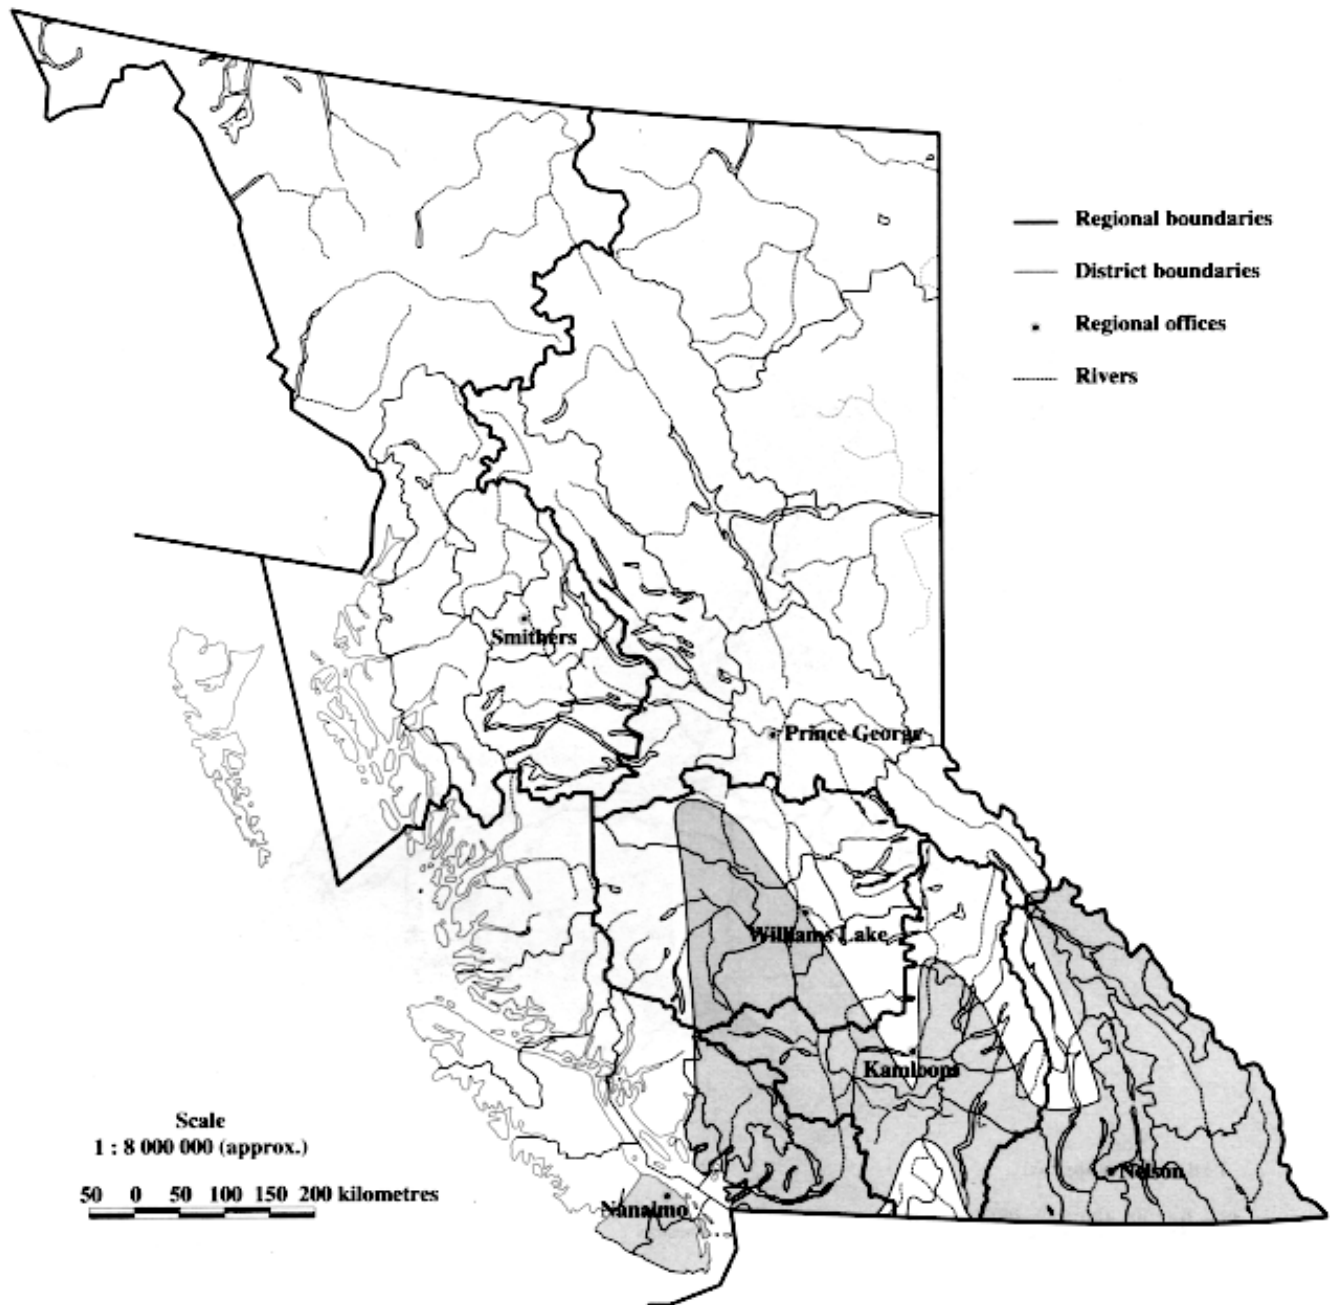 Regional boundaries
District boundaries
Regional offices
Rivers
Smithers
Prince George
Williams Lake
Kamloops
Scale
1 : 8 000 000 (approx.)
50 0 50 100 150 200 kilometres
Nelson
Nanaimo